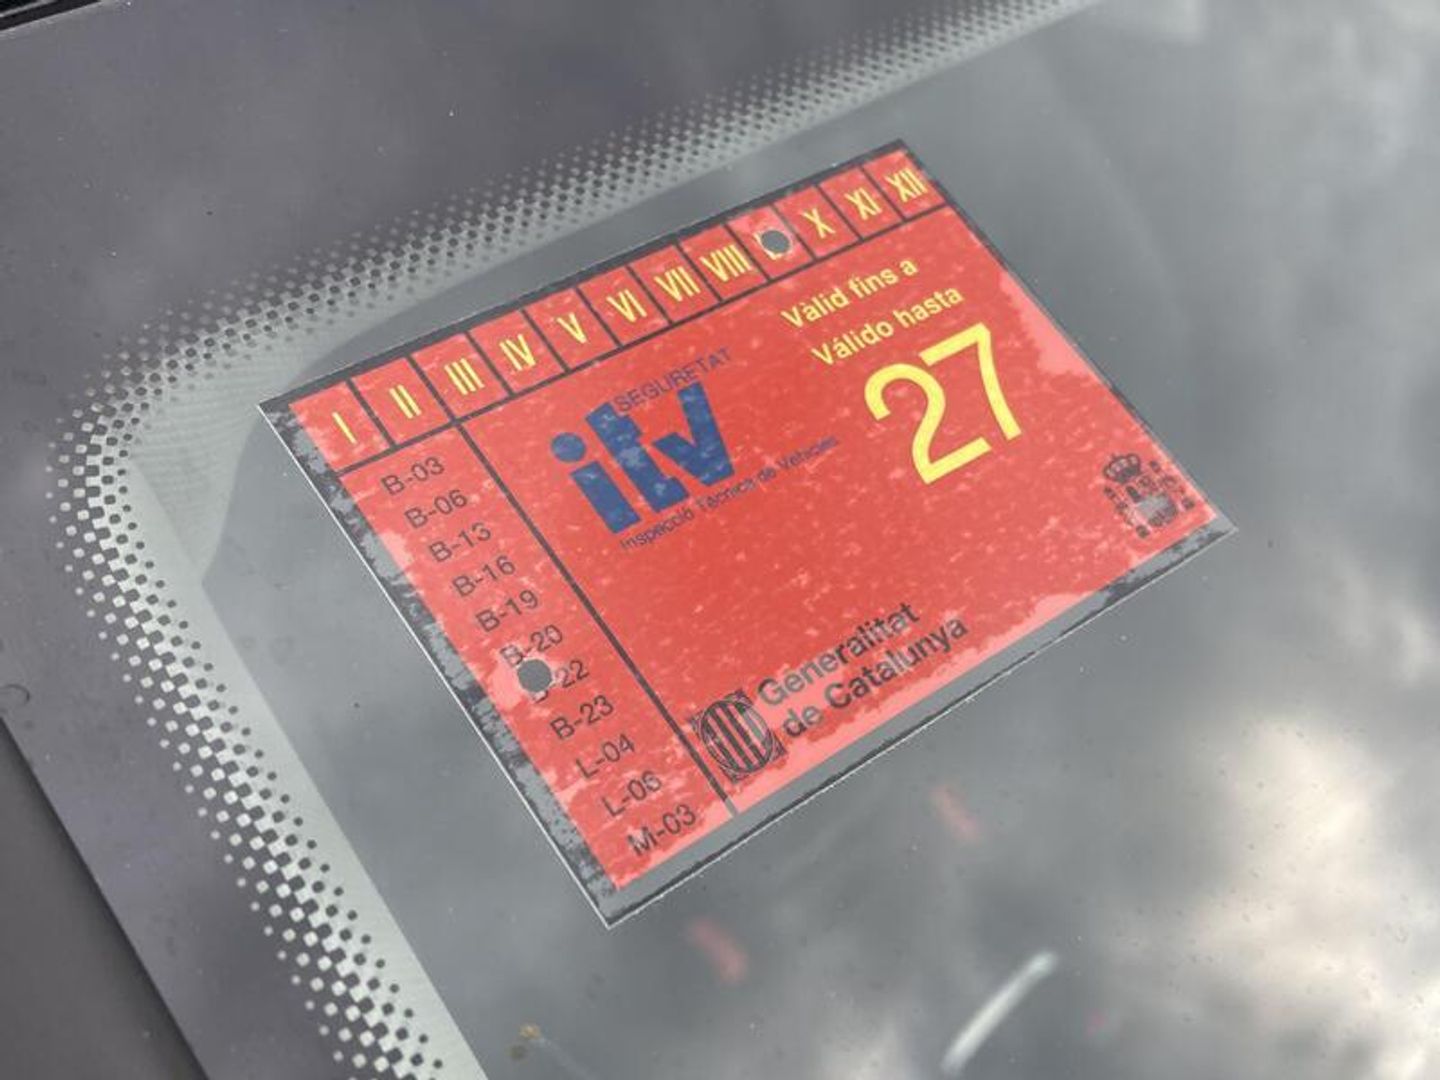 I II III IV V VI VII VIII X XI XII
Vàlid fins a
Válido hasta
27
SEGURETAT
itv
Inspecció Tècnica de Vehicles
B-03
B-06
B-13
B-16
B-19
B-20
22
B-23
L-04
L-06
M-03
Generalitat
de Catalunya